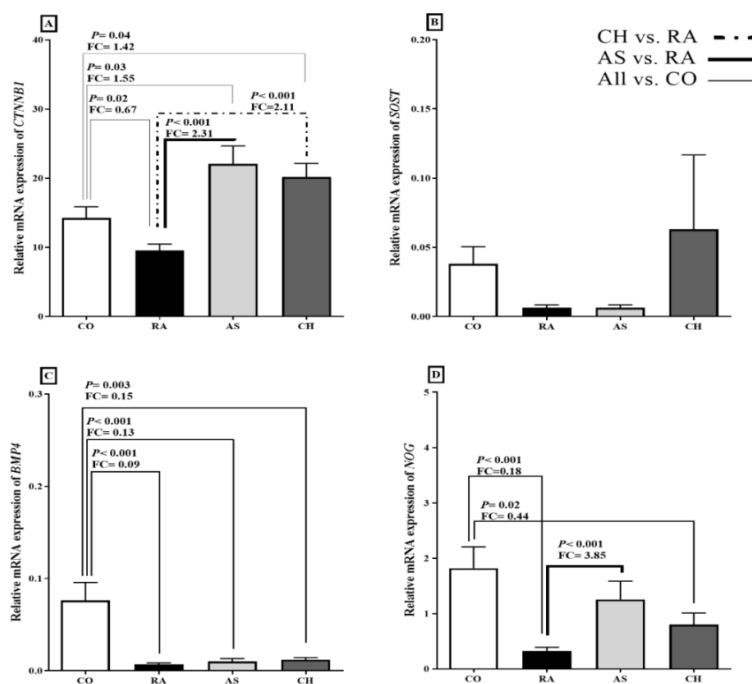 A
P= 0.04
FC= 1.42
P= 0.03
FC= 1.55
P= 0.02
FC= 0.67
P< 0.001
FC=2.11
P< 0.001
FC= 2.31
Relative mRNA expression of CTNNB1
40
30
20
10
0
CO RA AS CH
B
CH vs. RA
AS vs. RA
All vs. CO
Relative mRNA expression of SOST
0.20
0.15
0.10
0.05
0.00
CO RA AS CH
C
P= 0.003
FC= 0.15
P< 0.001
FC= 0.13
P< 0.001
FC= 0.09
Relative mRNA expression of BMP4
0.3
0.2
0.1
0.0
CO RA AS CH
D
P< 0.001
FC=0.18
P= 0.02
FC= 0.44
P< 0.001
FC= 3.85
Relative mRNA expression of NOG
5
4
3
2
1
0
CO RA AS CH